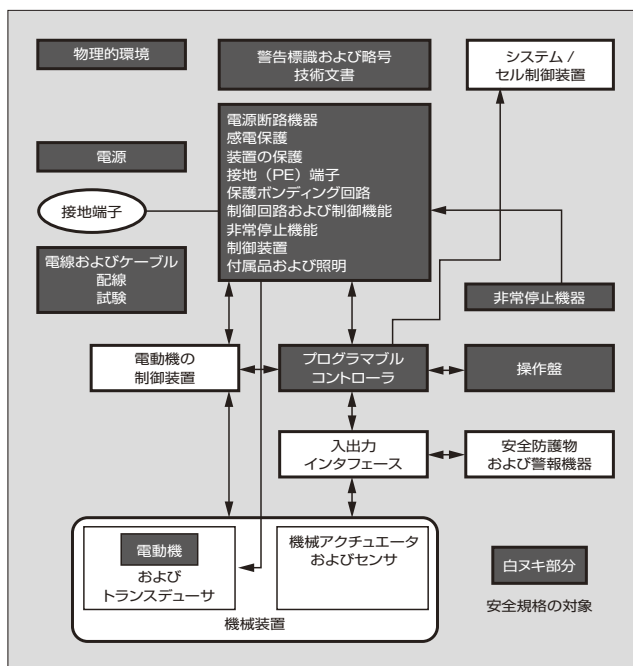 物理的環境
警告標識および略号
技術文書
システム /
セル制御装置
電源断路機器
感電保護
装置の保護
接地（PE）端子
保護ボンディング回路
制御回路および制御機能
非常停止機能
制御装置
付属品および照明
電源
接地端子
電線およびケーブル
配線
試験
非常停止機器
電動機の
制御装置
プログラマブル
コントローラ
操作盤
入出力
インタフェース
安全防護物
および警報機器
電動機
および
トランスデューサ
機械アクチュエータ
およびセンサ
機械装置
白ヌキ部分
安全規格の対象